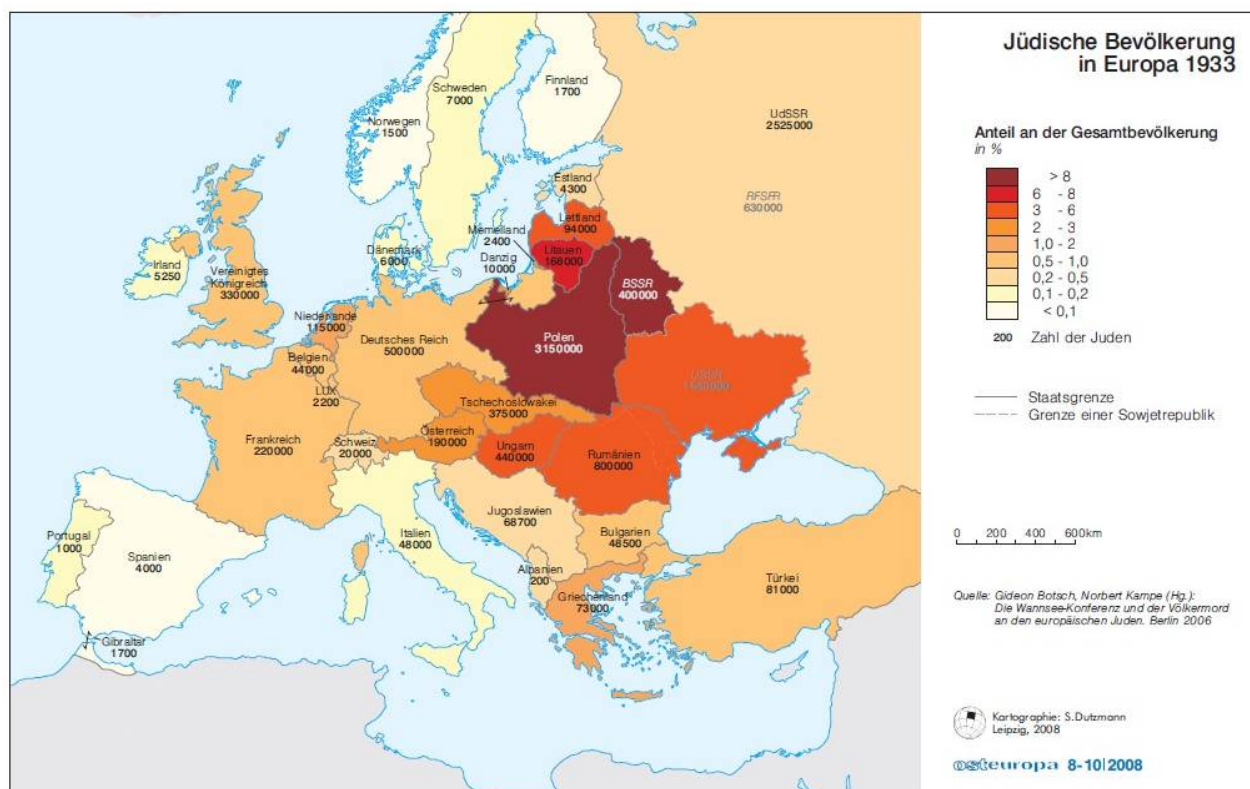 Jüdische Bevölkerung
in Europa 1933
Anteil an der Gesamtbevölkerung
in %
> 8
6 - 8
3 - 6
2 - 3
1,0 - 2
0,5 - 1,0
0,2 - 0,5
0,1 - 0,2
< 0,1
200 Zahl der Juden
Staatsgrenze
Grenze einer Sowjetrepublik
0 200 400 600km
Quelle: Gideon Botsch, Norbert Kampe (Hg.):
Die Wannsee-Konferenz und der Völkermord
an den europäischen Juden. Berlin 2006
Kartographie: S.Dutzmann
Leipzig, 2008
osteuropa 8-10|2008
Finnland
1700
Schweden
7000
Norwegen
1500
UdSSR
2525000
RFSFR
630000
Estland
4300
Lettland
94000
Memelland
2400
Litauen
168000
Danzig
10000
Dänemark
6000
Irland
5250
Vereinigtes
Königreich
330000
BSSR
400000
Niederlande
115000
Deutsches Reich
500000
Polen
3150000
Belgien
44000
LUX
2200
USSR
Tschechoslowakei
375000
Österreich
190000
Frankreich
220000
Schweiz
20000
Ungarn
440000
Rumänien
800000
Jugoslawien
68700
Bulgarien
48500
Portugal
1000
Spanien
4000
Italien
48000
Albanien
200
Griechenland
73000
Türkei
81000
Gibraltar
1700